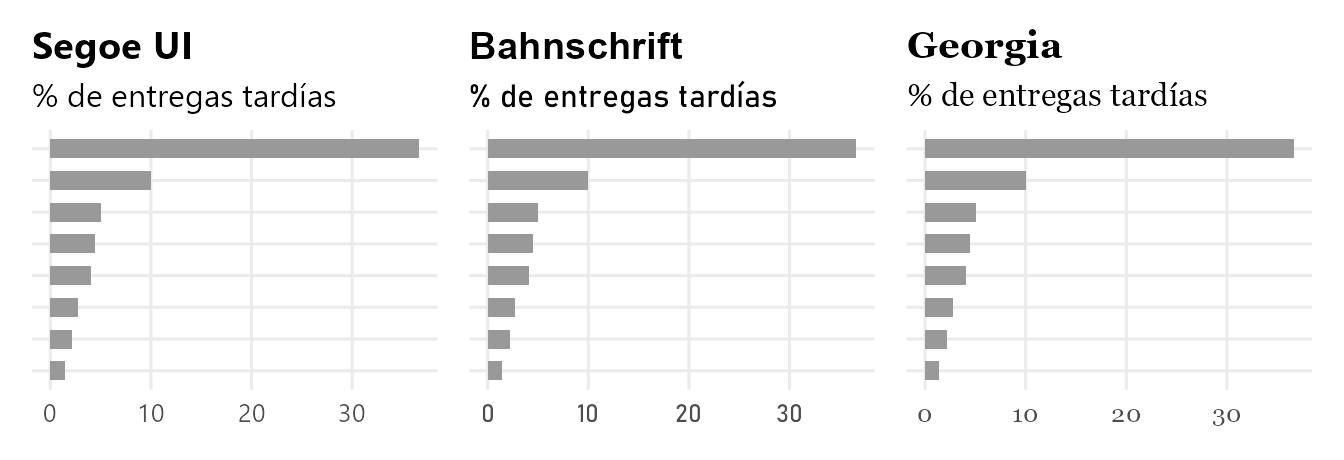 Segoe UI
% de entregas tardías
0 10 20 30
Bahnschrift
% de entregas tardías
0 10 20 30
Georgia
% de entregas tardías
0 10 20 30